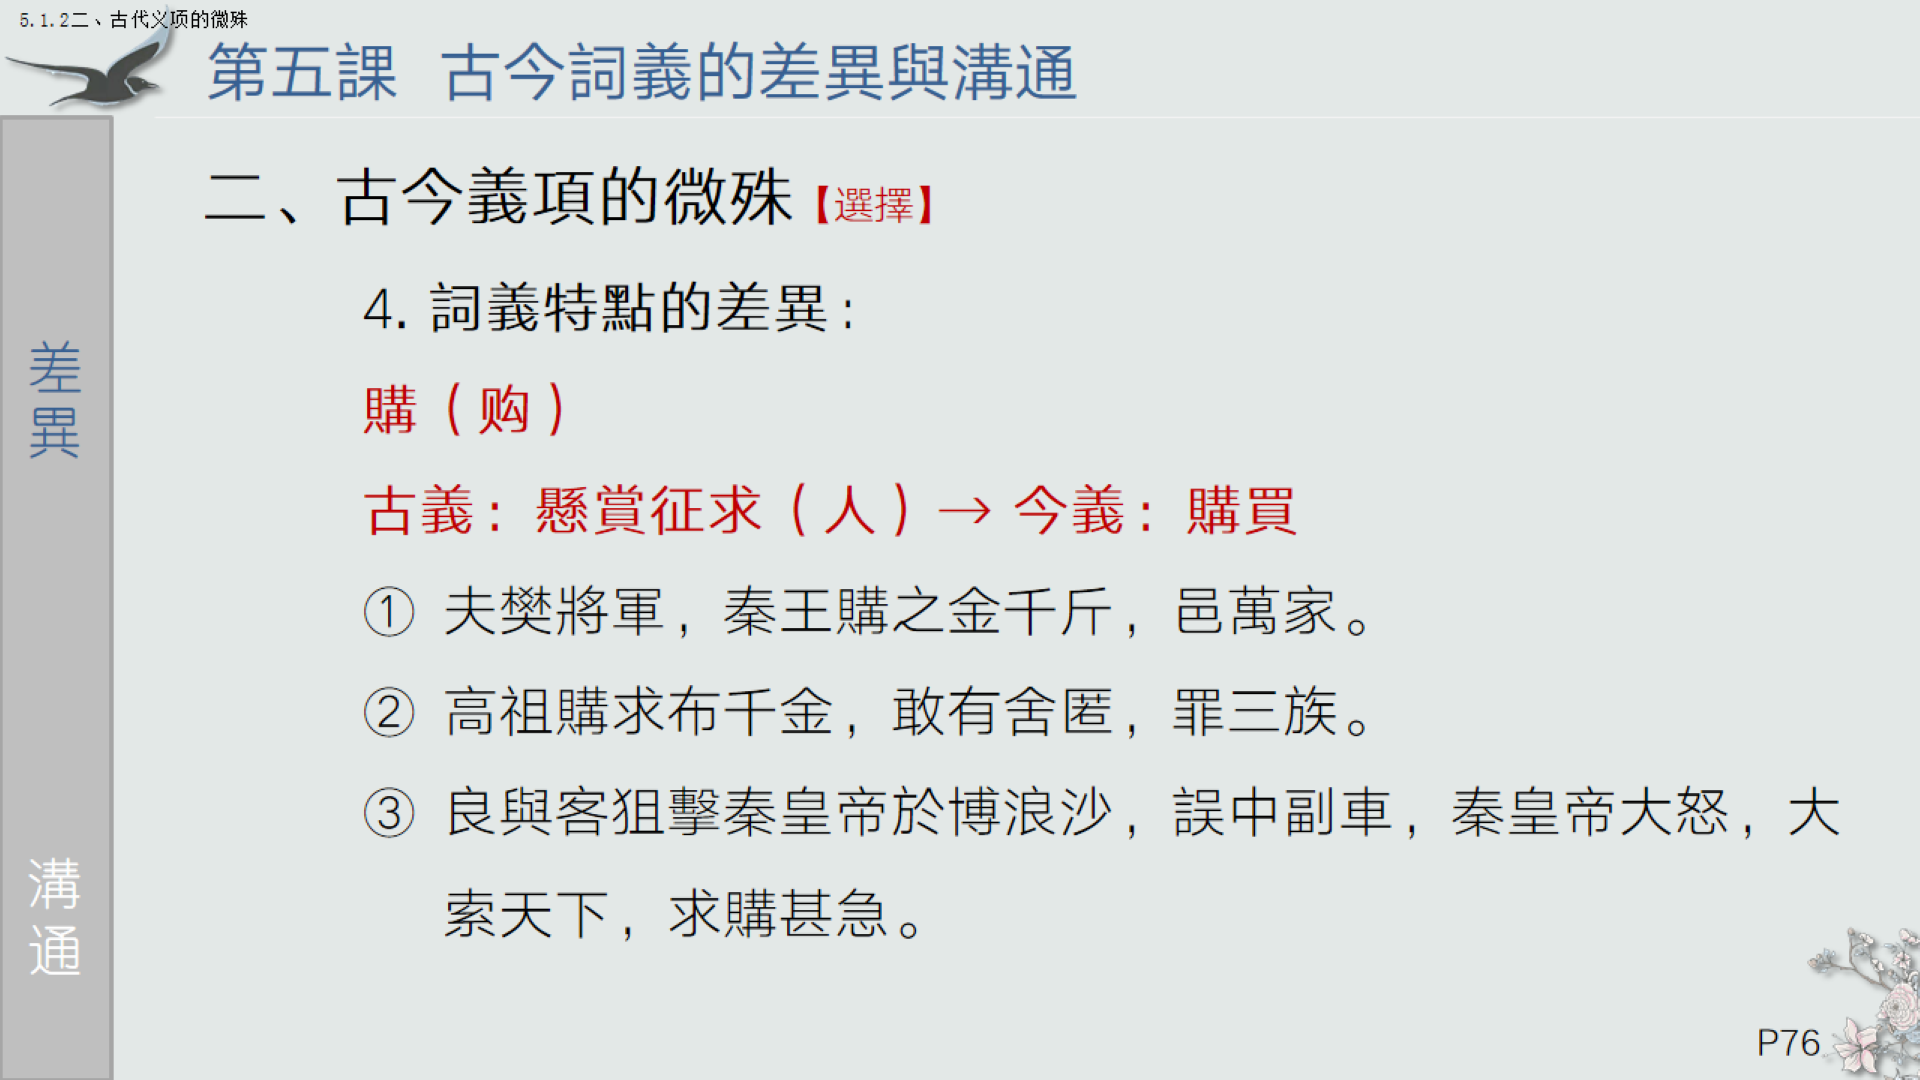 5.1.2二、古代义项的微殊
第五課 古今詞義的差異與溝通
差異
溝通
二、古今義項的微殊【選擇】
4. 詞義特點的差異：
購（购）
古義：懸賞征求（人）→ 今義：購買
① 夫樊將軍，秦王購之金千斤，邑萬家。
② 高祖購求布千金，敢有舍匿，罪三族。
③ 良與客狙擊秦皇帝於博浪沙，誤中副車，秦皇帝大怒，大
索天下，求購甚急。
P76